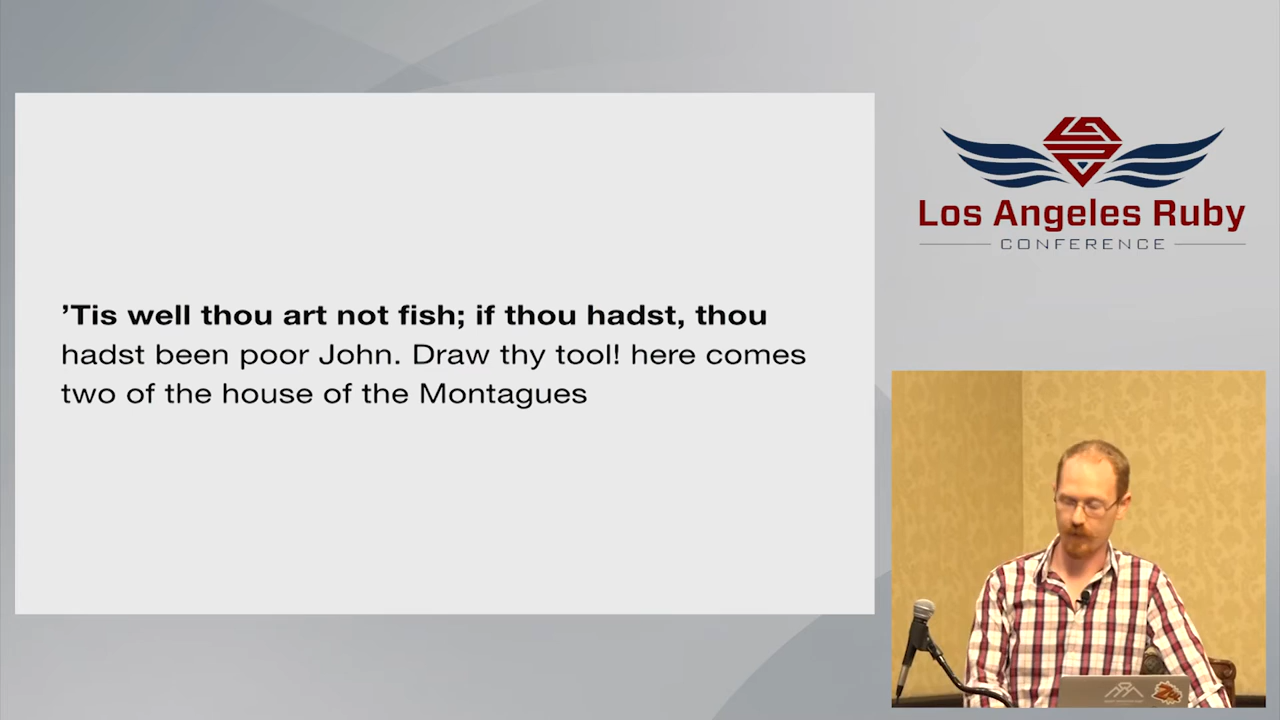 ’Tis well thou art not fish; if thou hadst, thou
hadst been poor John. Draw thy tool! here comes
two of the house of the Montagues
Los Angeles Ruby
CONFERENCE